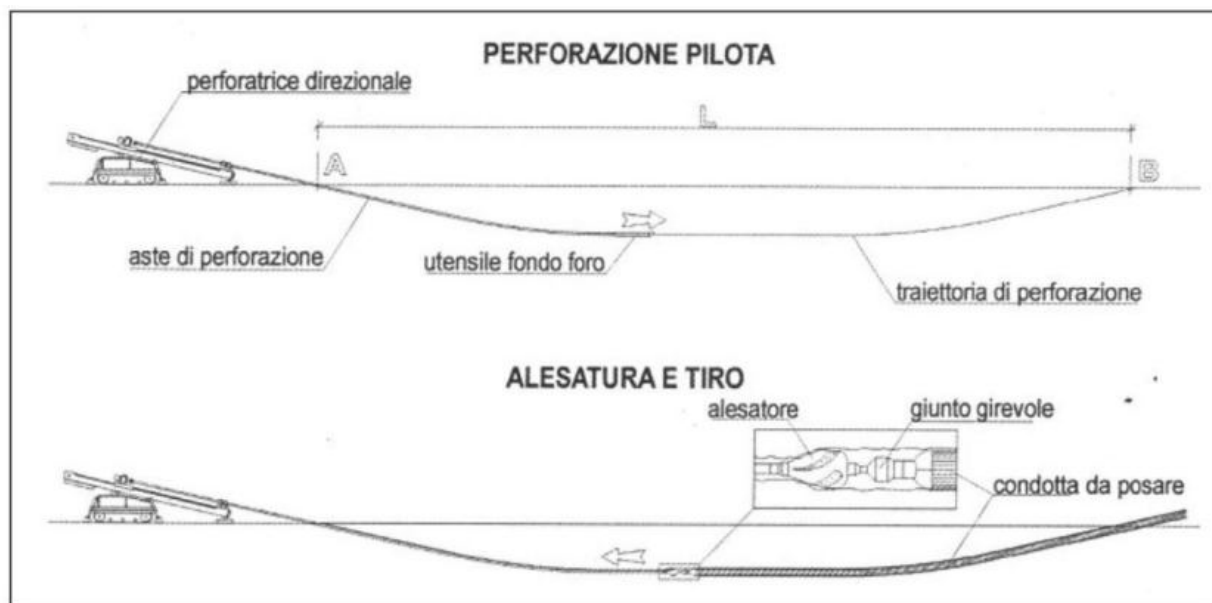 PERFORAZIONE PILOTA
perforatrice direzionale
L
A
B
aste di perforazione
utensile fondo foro
traiettoria di perforazione
ALESATURA E TIRO
alesatore
giunto girevole
condotta da posare